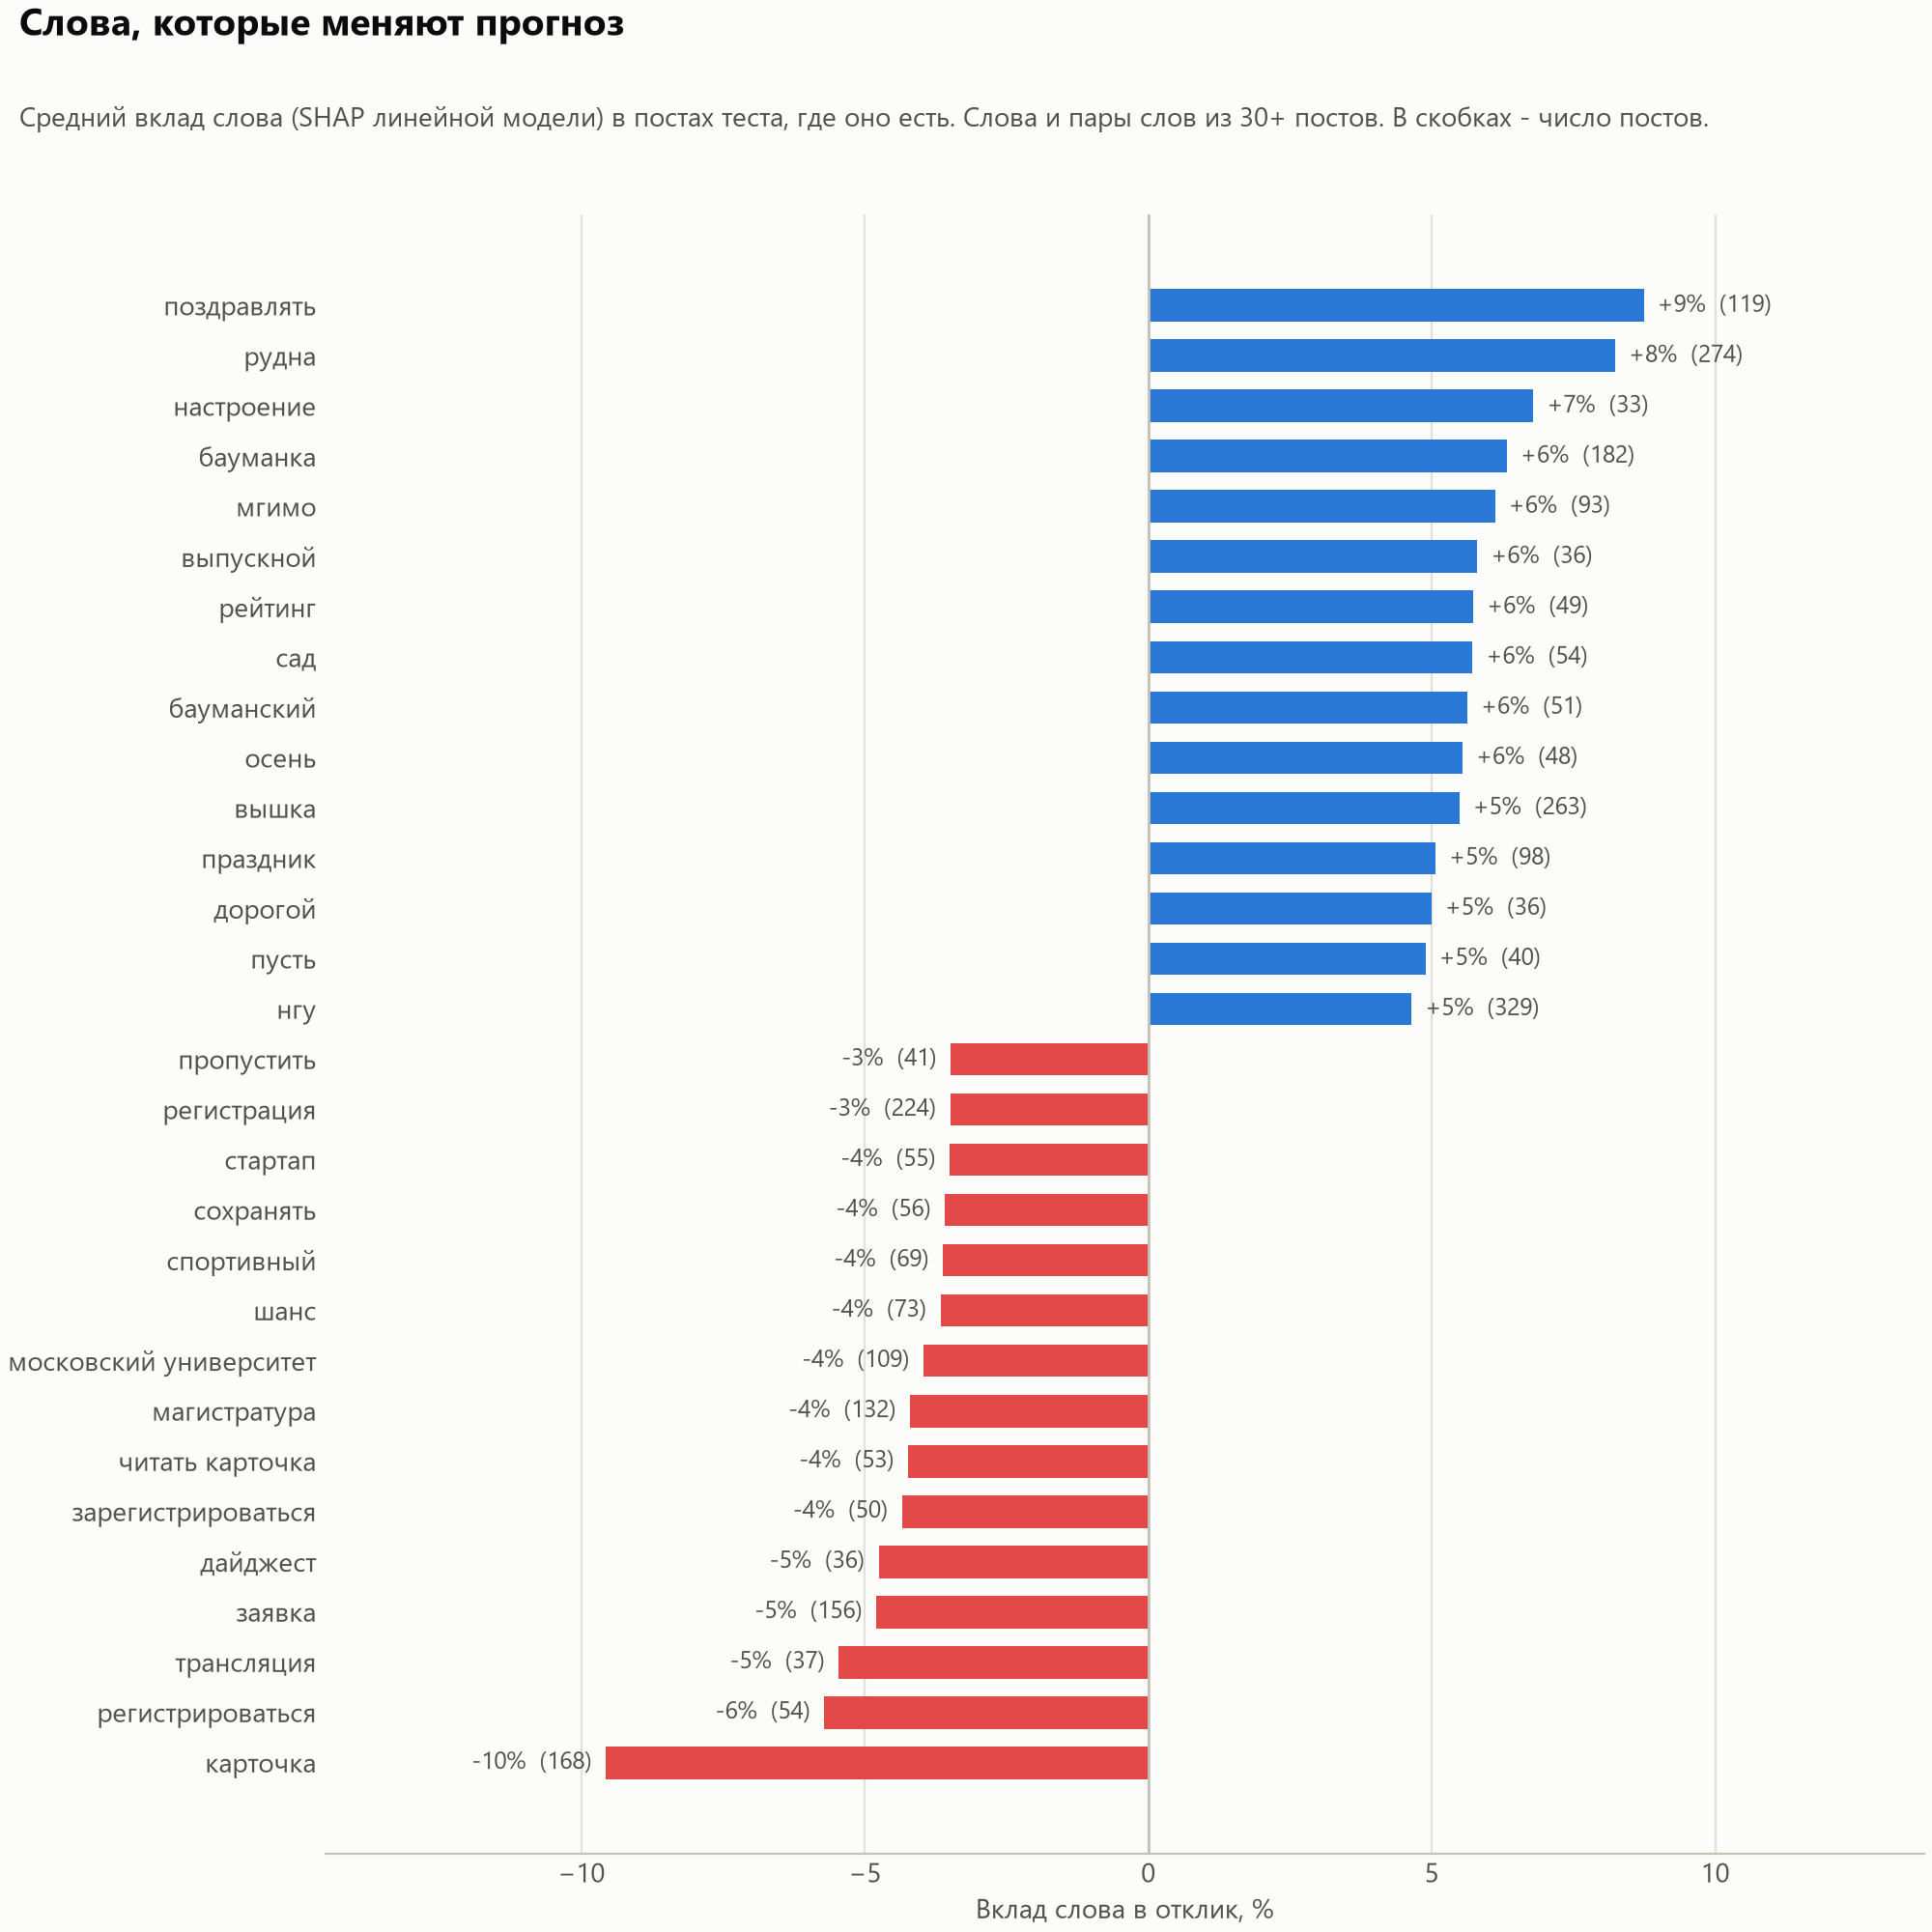 Слова, которые меняют прогноз
Средний вклад слова (SHAP линейной модели) в постах теста, где оно есть. Слова и пары слов из 30+ постов. В скобках - число постов.
поздравлять +9% (119)
рудна +8% (274)
настроение +7% (33)
бауманка +6% (182)
мгимо +6% (93)
выпускной +6% (36)
рейтинг +6% (49)
сад +6% (54)
бауманский +6% (51)
осень +6% (48)
вышка +5% (263)
праздник +5% (98)
дорогой +5% (36)
пусть +5% (40)
нгу +5% (329)
пропустить -3% (41)
регистрация -3% (224)
стартап -4% (55)
сохранять -4% (56)
спортивный -4% (69)
шанс -4% (73)
московский университет -4% (109)
магистратура -4% (132)
читать карточка -4% (53)
зарегистрироваться -4% (50)
дайджест -5% (36)
заявка -5% (156)
трансляция -5% (37)
регистрироваться -6% (54)
карточка -10% (168)
−10 −5 0 5 10
Вклад слова в отклик, %